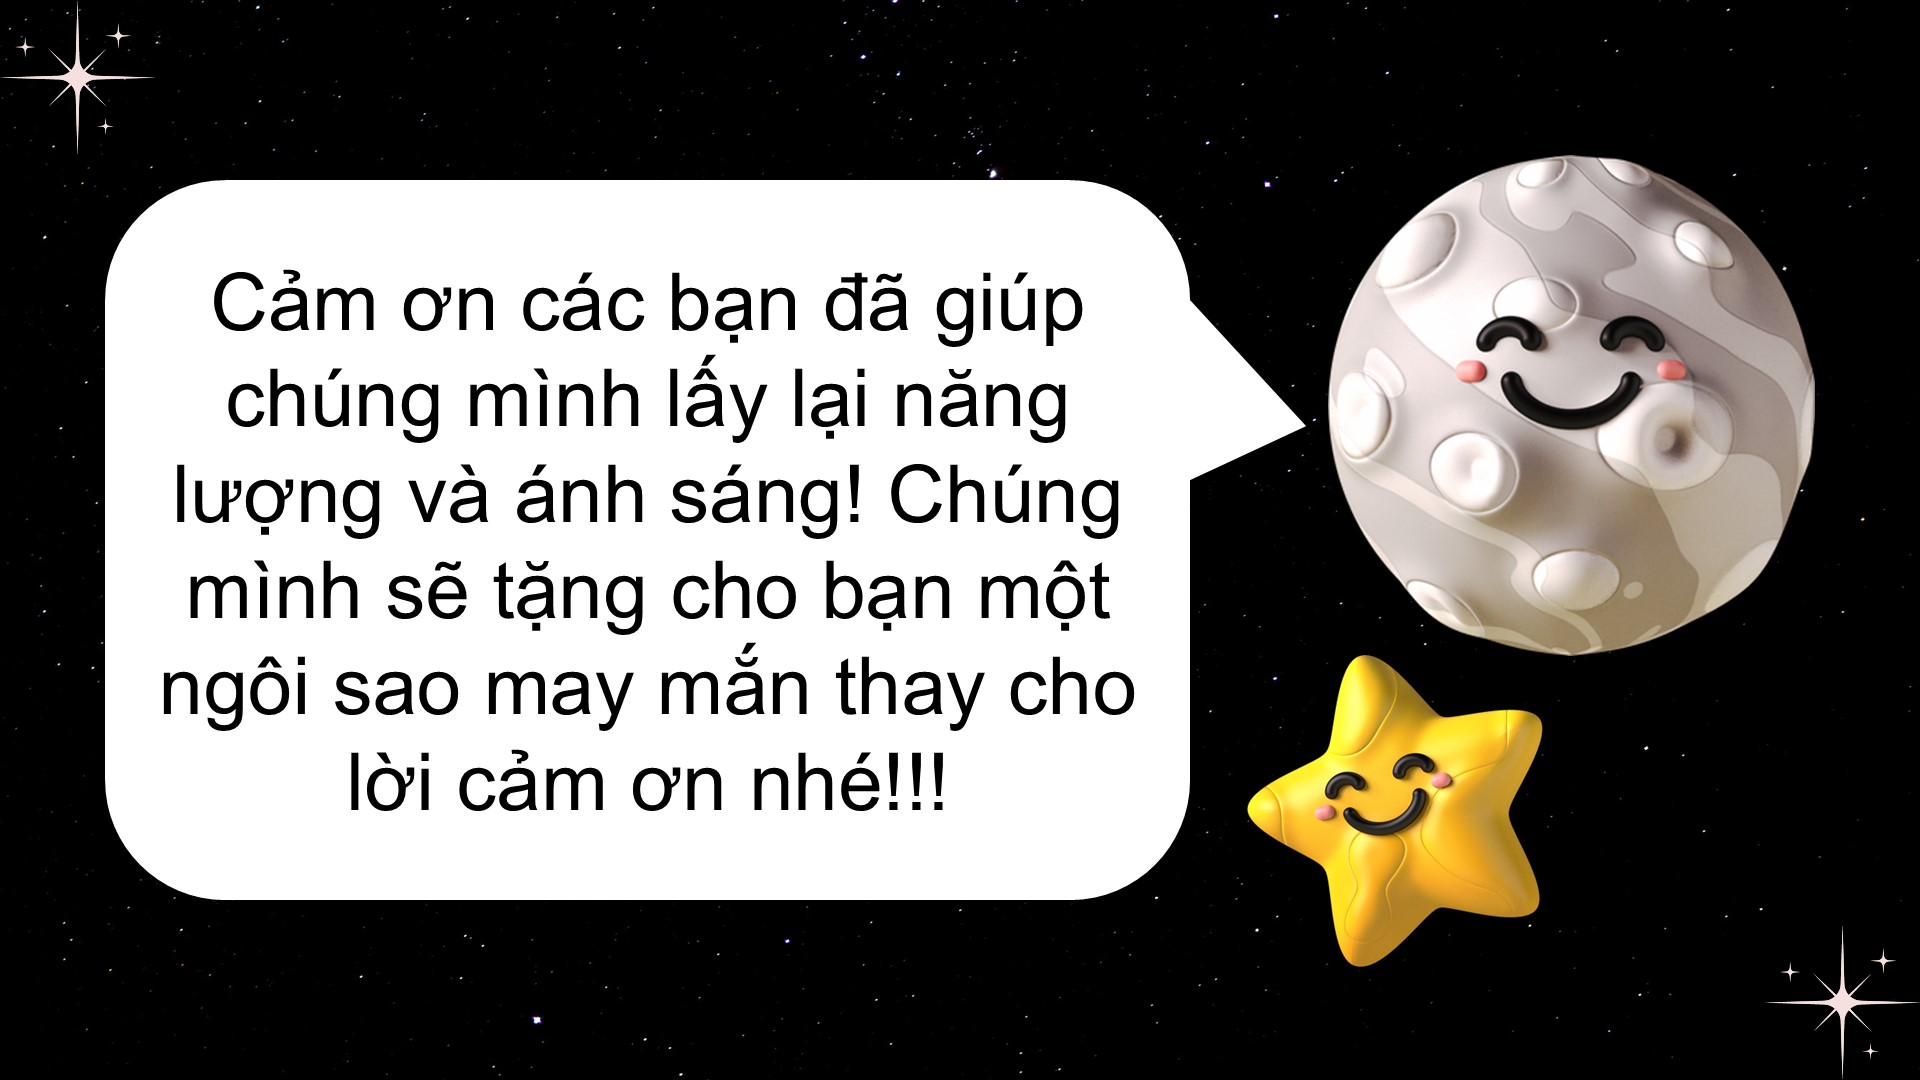 Cảm ơn các bạn đã giúp
chúng mình lấy lại năng
lượng và ánh sáng! Chúng
mình sẽ tặng cho bạn một
ngôi sao may mắn thay cho
lời cảm ơn nhé!!!